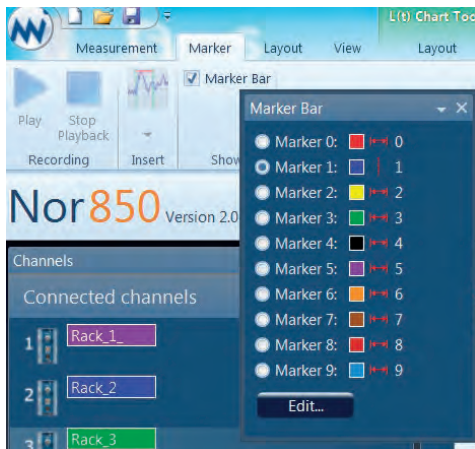 L(t) Chart Too
Measurement Marker Layout View Layout
Marker Bar
Play Stop Playback
Recording Insert Show
Nor850 Version 2.0
Channels
Connected channels
1 Rack_1_
2 Rack_2
3 Rack_3
Marker Bar
Marker 0: 0
Marker 1: 1
Marker 2: 2
Marker 3: 3
Marker 4: 4
Marker 5: 5
Marker 6: 6
Marker 7: 7
Marker 8: 8
Marker 9: 9
Edit...